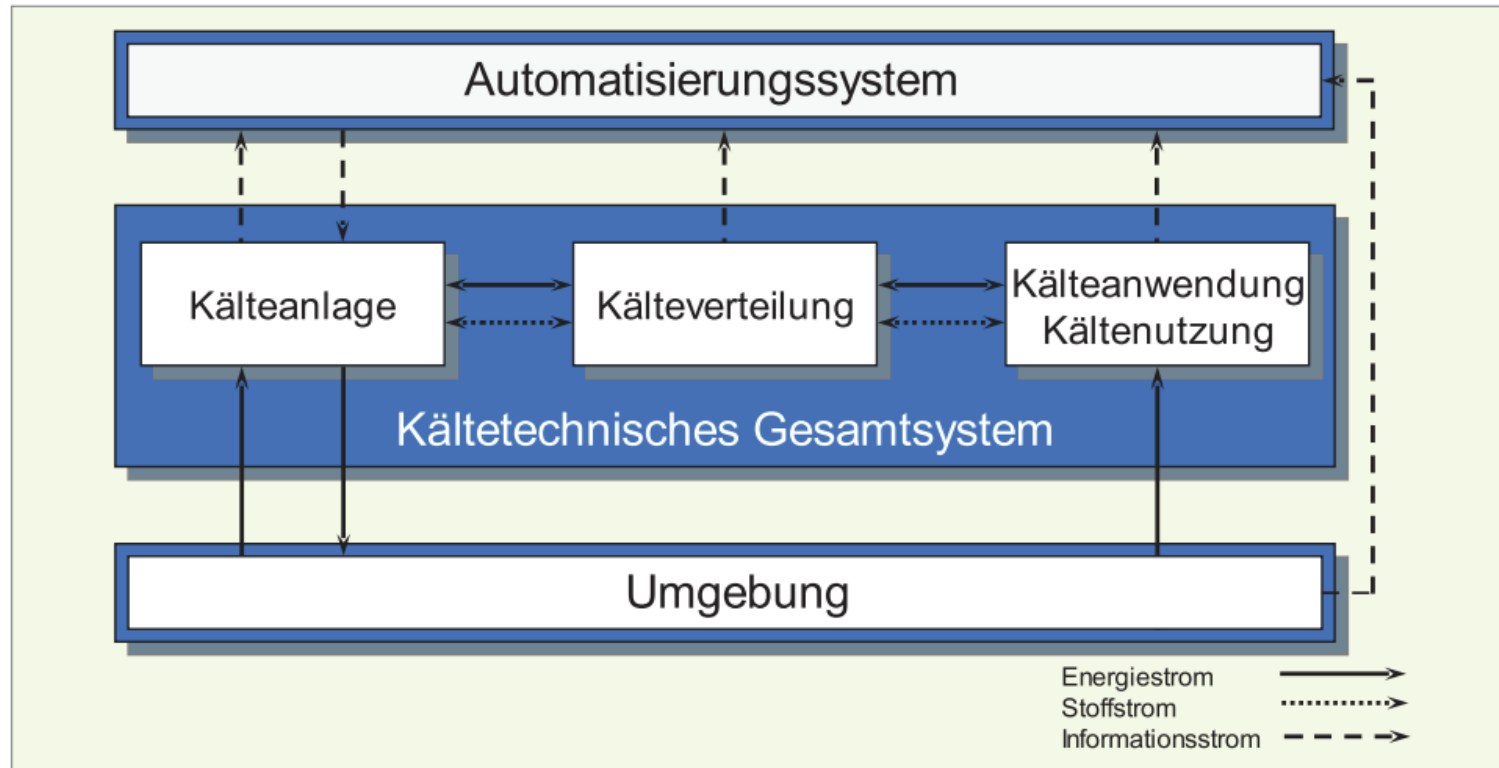 Automatisierungssystem
Kälteanlage
Kälteverteilung
Kälteanwendung
Kältenutzung
Kältetechnisches Gesamtsystem
Umgebung
Energiestrom
Stoffstrom
Informationsstrom